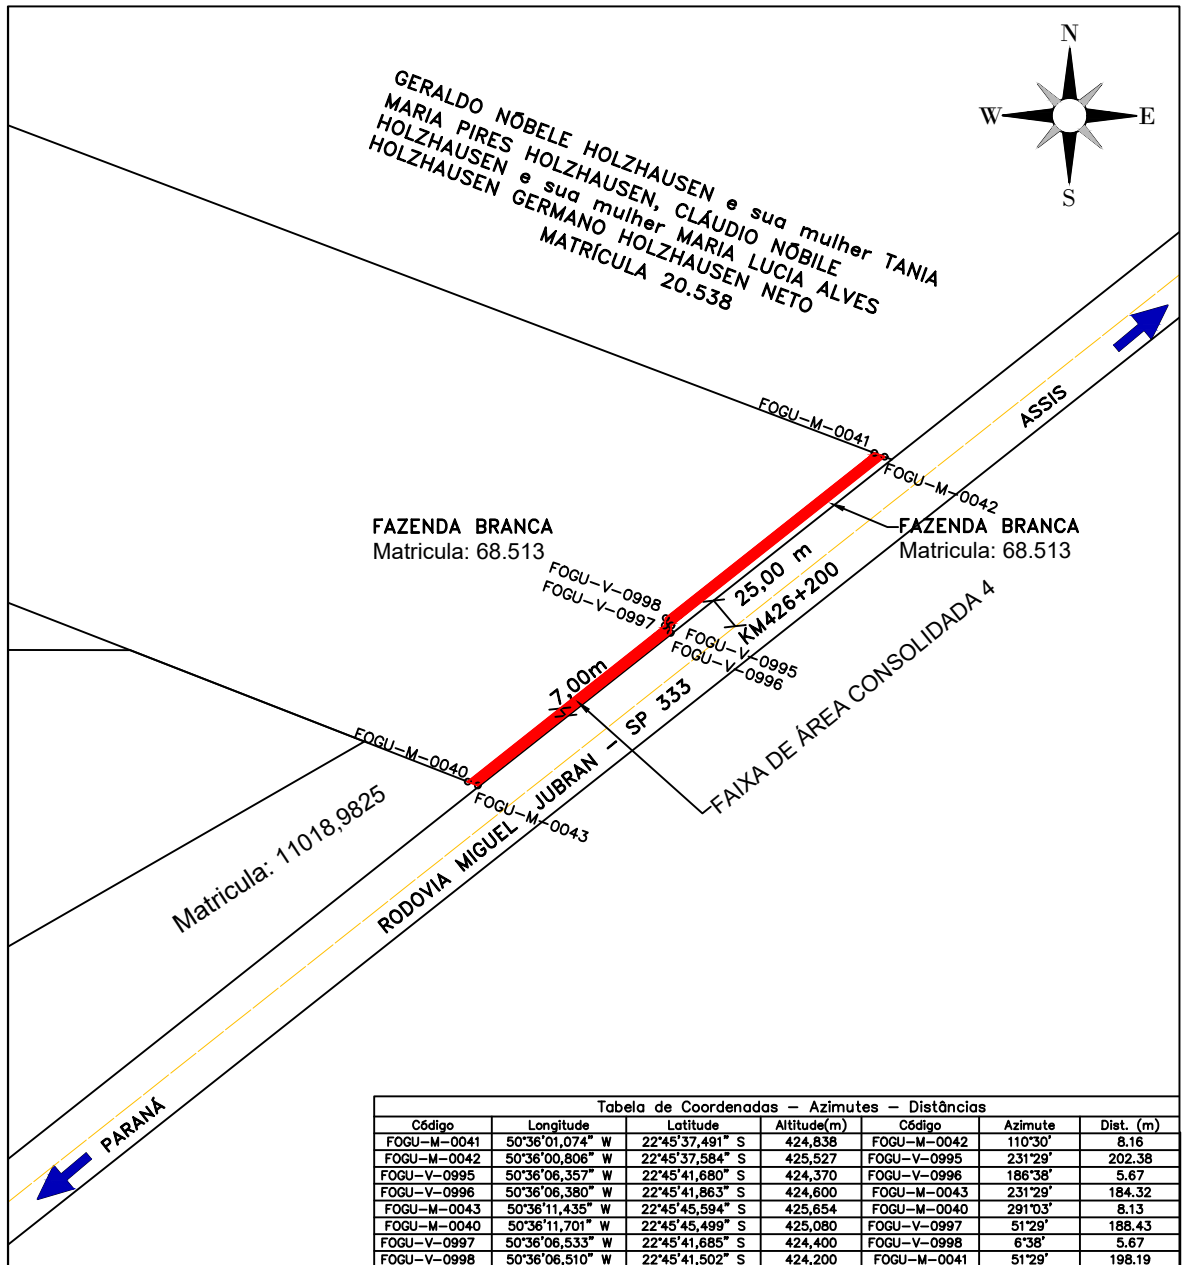 N
W
E
S
GERALDO NÕBELE HOLZHAUSEN e sua mulher TANIA
MARIA PIRES HOLZHAUSEN, CLÁUDIO NÕBILE
HOLZHAUSEN e sua mulher MARIA LUCIA ALVES
HOLZHAUSEN GERMANO HOLZHAUSEN NETO
MATRÍCULA 20.538
ASSIS
FOGU-M-0041
FOGU-M-0042
FAZENDA BRANCA
Matricula: 68.513
FAZENDA BRANCA
Matricula: 68.513
FOGU-V-0998
FOGU-V-0997
25,00 m
KM426+200
FOGU-V-0995
FOGU-V-0996
7,00m
FAIXA DE ÁREA CONSOLIDADA 4
FOGU-M-0040
FOGU-M-0043
RODOVIA MIGUEL JUBRAN - SP 333
Matricula: 11018,9825
PARANÁ
Tabela de Coordenadas - Azimutes - Distâncias
Código Longitude Latitude Altitude(m) Código Azimute Dist. (m)
FOGU-M-0041 50°36'01,074" W 22°45'37,491" S 424,838 FOGU-M-0042 110°30' 8.16
FOGU-M-0042 50°36'00,806" W 22°45'37,584" S 425,527 FOGU-V-0995 231°29' 202.38
FOGU-V-0995 50°36'06,357" W 22°45'41,680" S 424,370 FOGU-V-0996 186°38' 5.67
FOGU-V-0996 50°36'06,380" W 22°45'41,863" S 424,600 FOGU-M-0043 231°29' 184.32
FOGU-M-0043 50°36'11,435" W 22°45'45,594" S 425,654 FOGU-M-0040 291°03' 8.13
FOGU-M-0040 50°36'11,701" W 22°45'45,499" S 425,080 FOGU-V-0997 51°29' 188.43
FOGU-V-0997 50°36'06,533" W 22°45'41,685" S 424,400 FOGU-V-0998 6°38' 5.67
FOGU-V-0998 50°36'06,510" W 22°45'41,502" S 424,200 FOGU-M-0041 51°29' 198.19